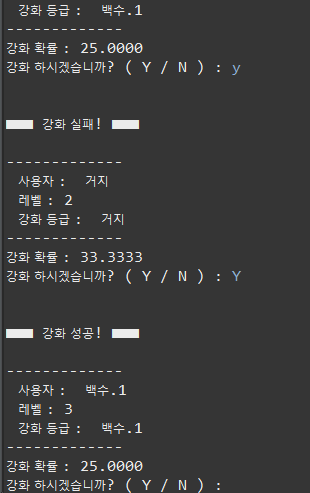 강화 등급 :  백수.1
-------------
강화 확률 : 25.0000
강화 하시겠습니까? ( Y / N ) : y
■■■ 강화 실패! ■■■
-------------
사용자 :  거지
레벨 : 2
강화 등급 :  거지
-------------
강화 확률 : 33.3333
강화 하시겠습니까? ( Y / N ) : Y
■■■ 강화 성공! ■■■
-------------
사용자 :  백수.1
레벨 : 3
강화 등급 :  백수.1
-------------
강화 확률 : 25.0000
강화 하시겠습니까? ( Y / N ) :